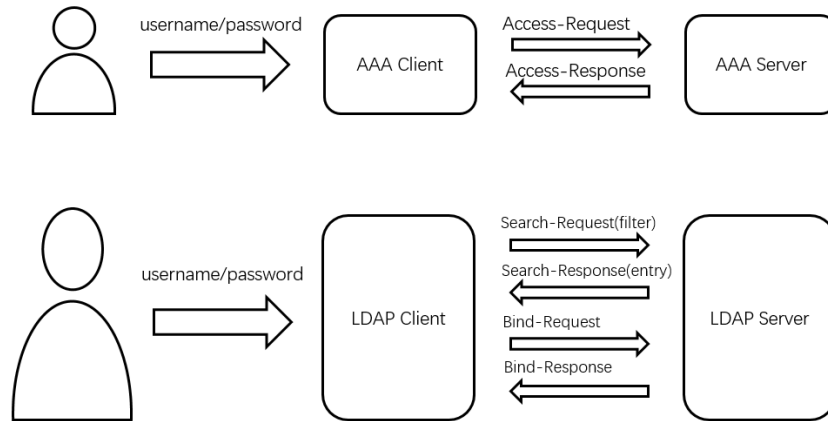 username/password
AAA Client
Access-Request
Access-Response
AAA Server
username/password
LDAP Client
Search-Request(filter)
Search-Response(entry)
Bind-Request
Bind-Response
LDAP Server